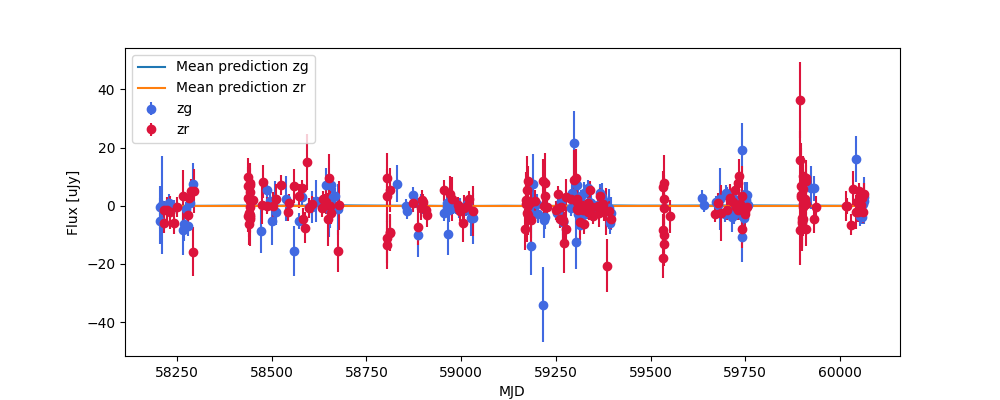 Mean prediction zg
Mean prediction zr
zg
zr
40
20
0
−20
−40
Flux [uJy]
58250
58500
58750
59000
59250
59500
59750
60000
MJD